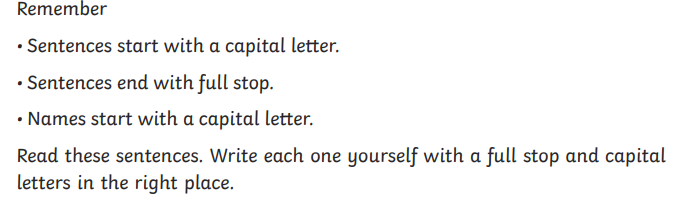 Remember
• Sentences start with a capital letter.
• Sentences end with full stop.
• Names start with a capital letter.
Read these sentences. Write each one yourself with a full stop and capital
letters in the right place.